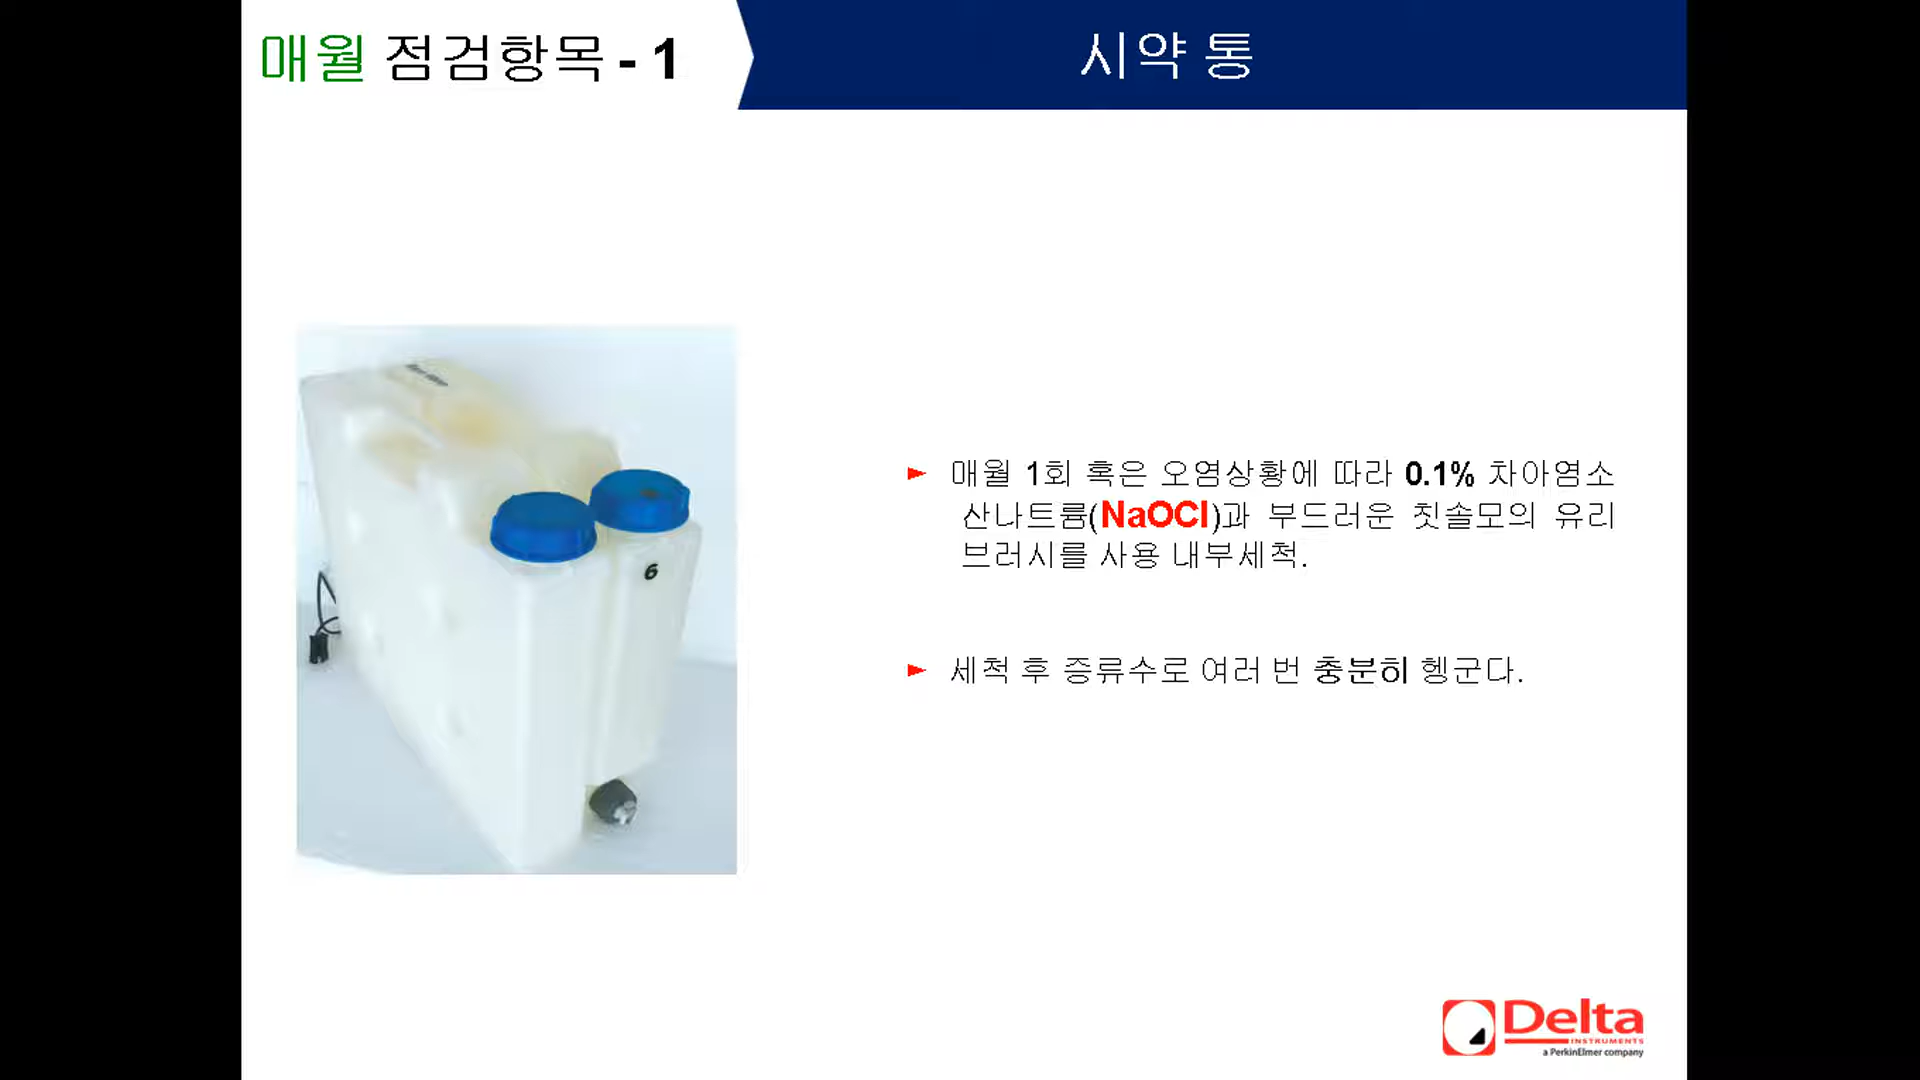 매월 점검항목 - 1
시약 통
6
► 매월 1회 혹은 오염상황에 따라 0.1% 차아염소
산나트륨(NaOCl)과 부드러운 칫솔모의 유리
브러시를 사용 내부세척.
► 세척 후 증류수로 여러 번 충분히 헹군다.
Delta
INSTRUMENTS
a PerkinElmer company